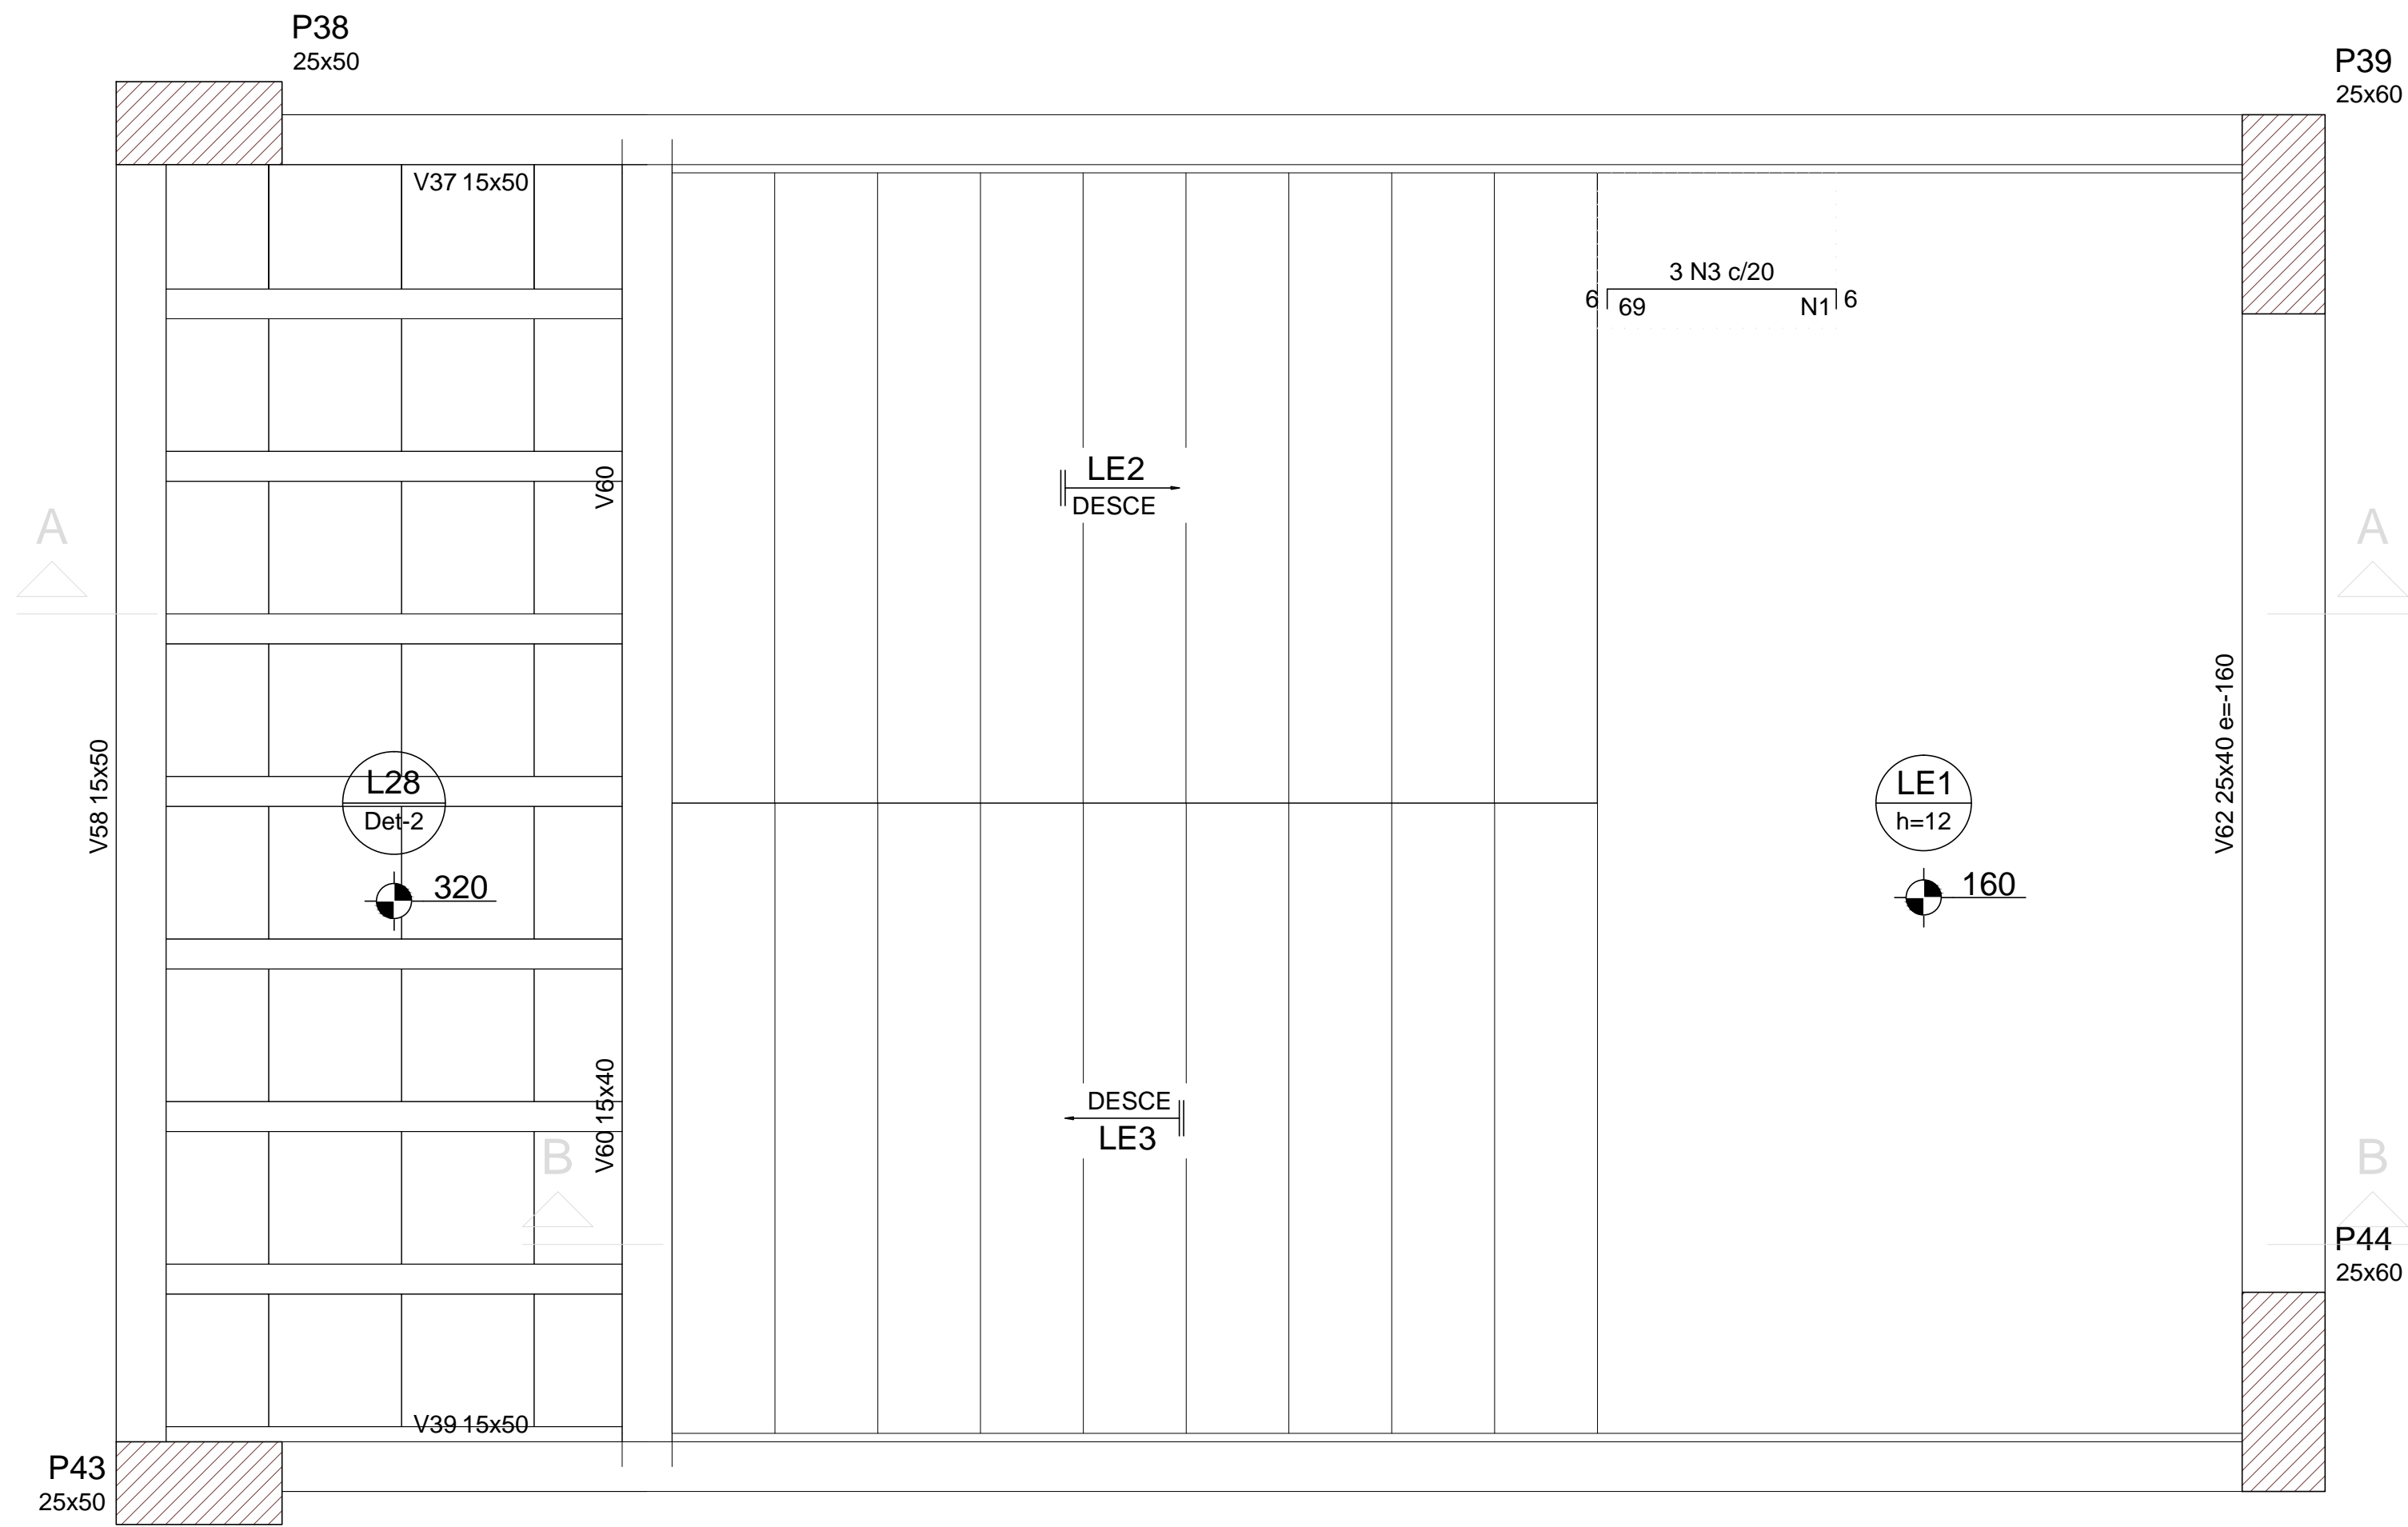 P38
25x50
P39
25x60
V37 15x50
3 N3 c/20
6
69
N1
6
V60
LE2
DESCE
A
A
V58 15x50
L28
Det-2
320
LE1
h=12
160
V62 25x40 e=-160
V60 15x40
DESCE
LE3
B
B
P44
25x60
V39 15x50
P43
25x50